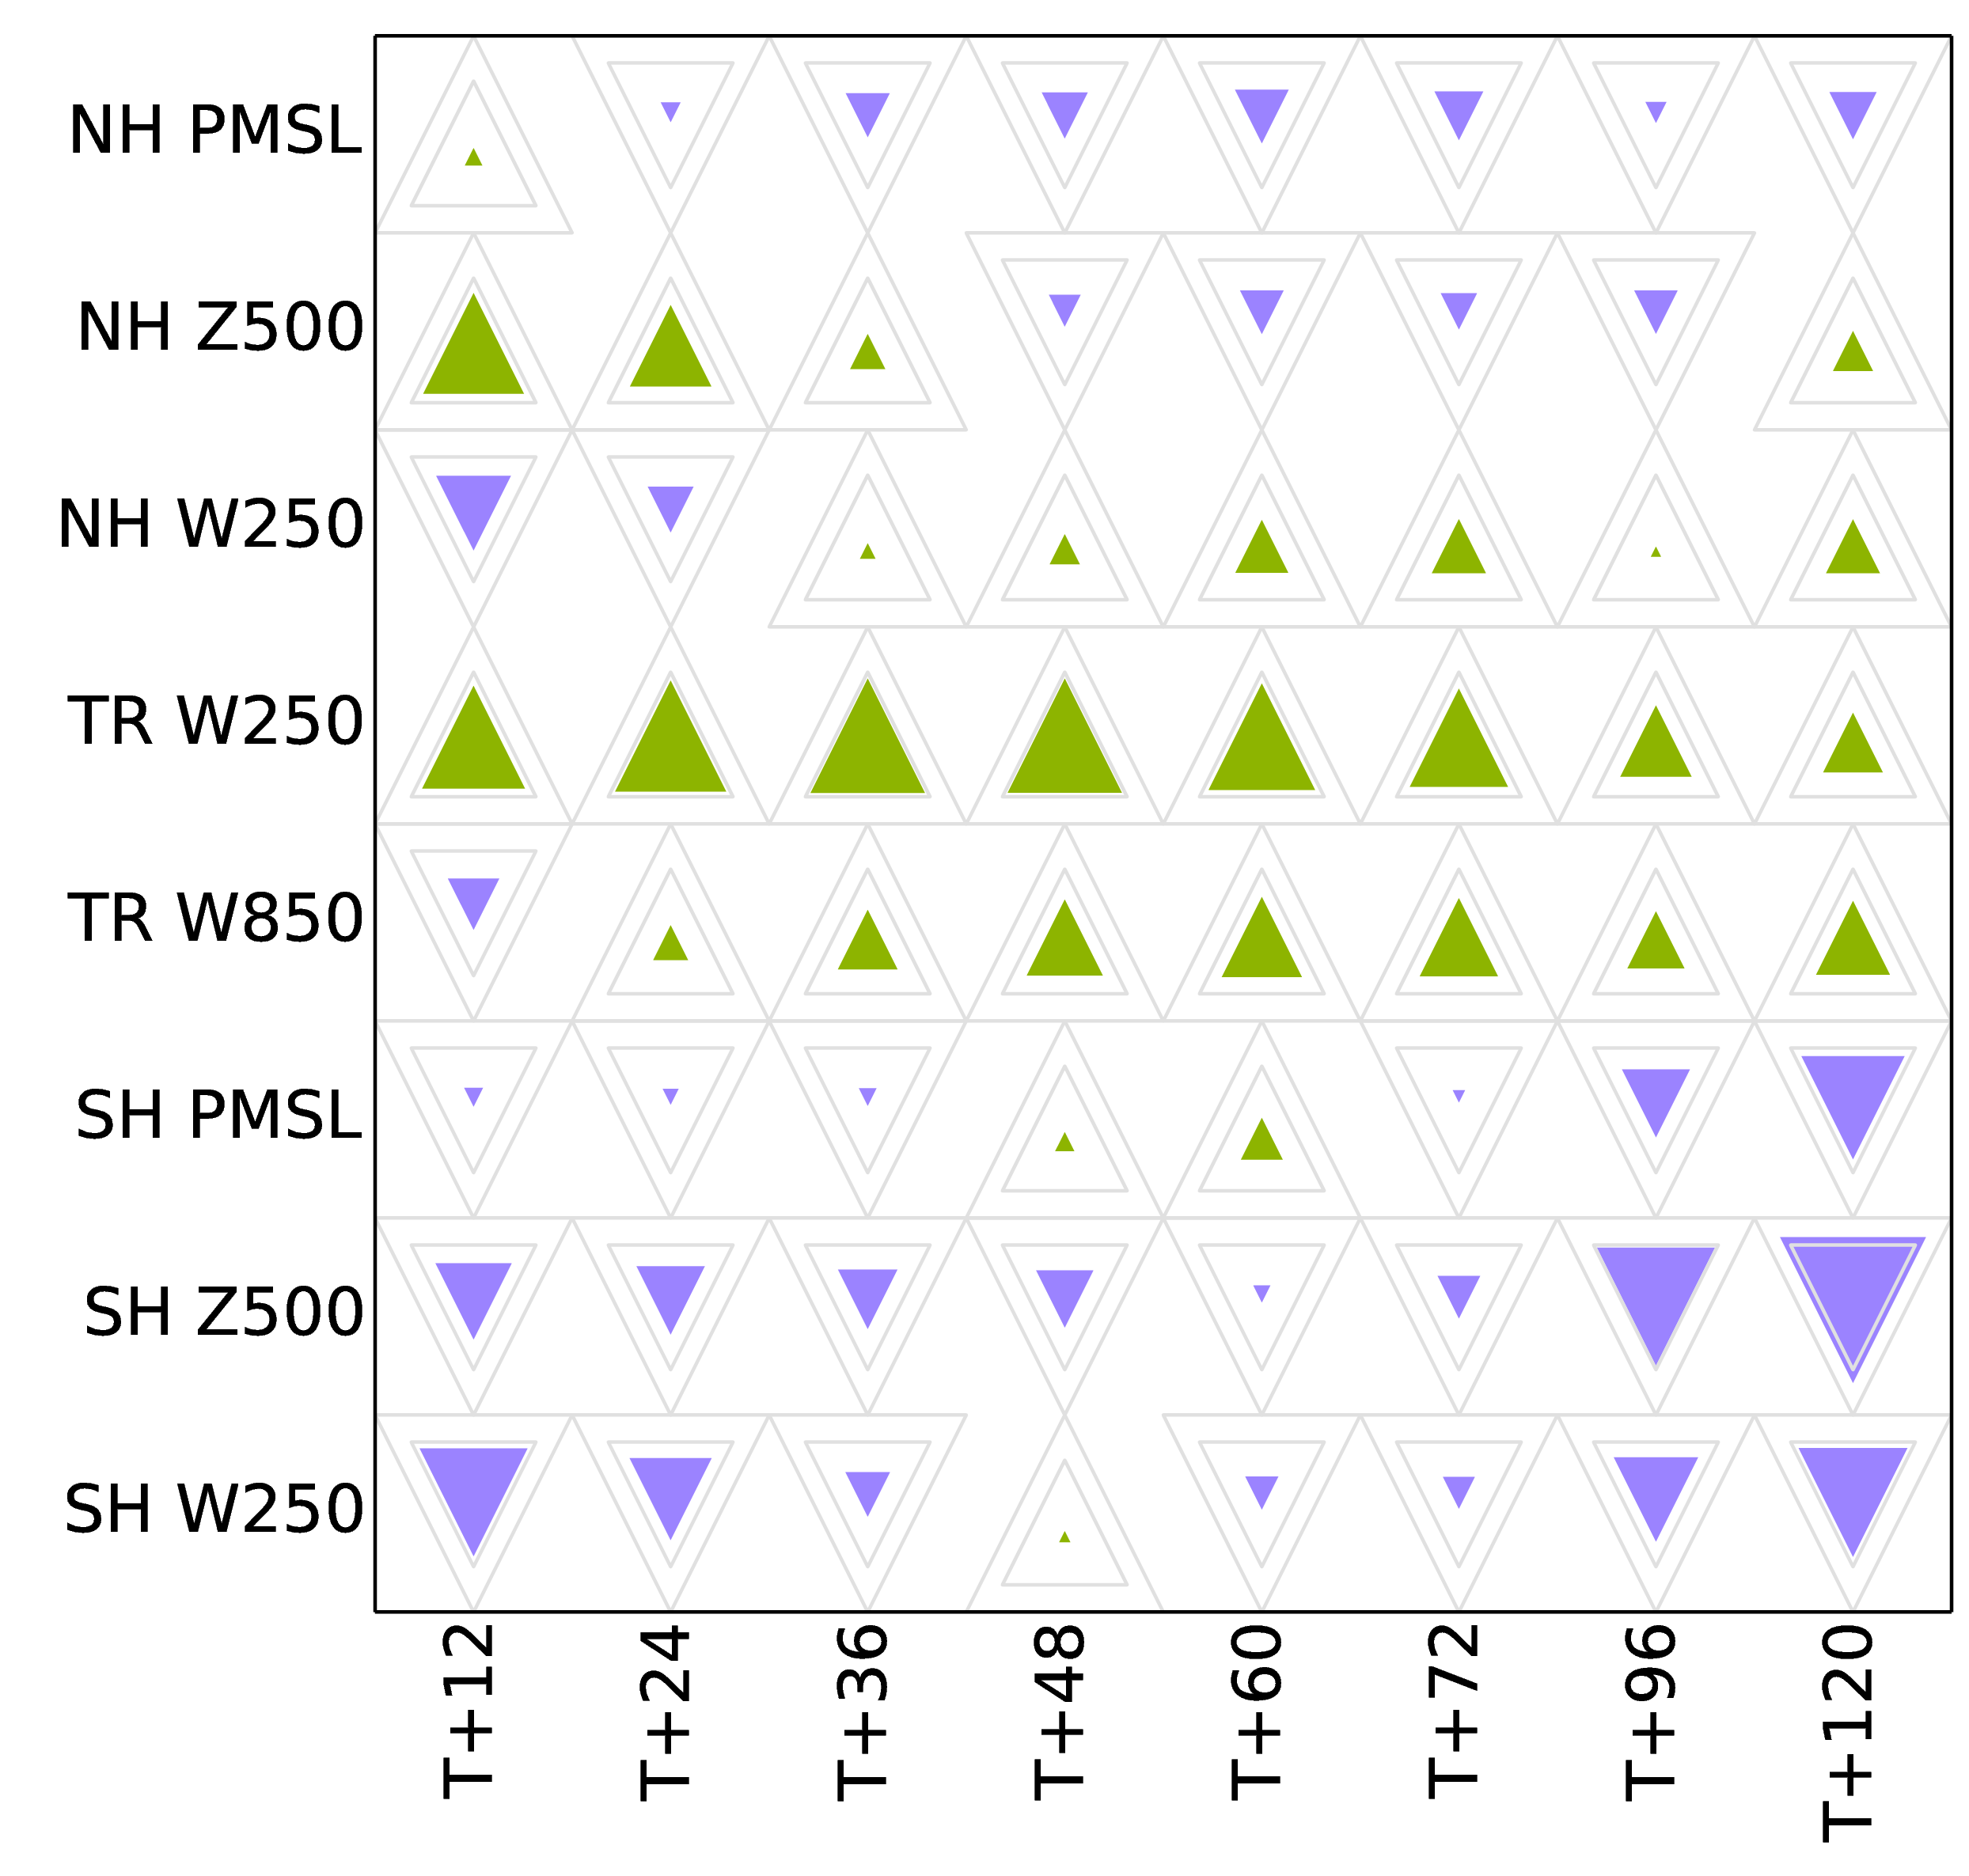 NH PMSL
NH Z500
NH W250
TR W250
TR W850
SH PMSL
SH Z500
SH W250
T+12
T+24
T+36
T+48
T+60
T+72
T+96
T+120